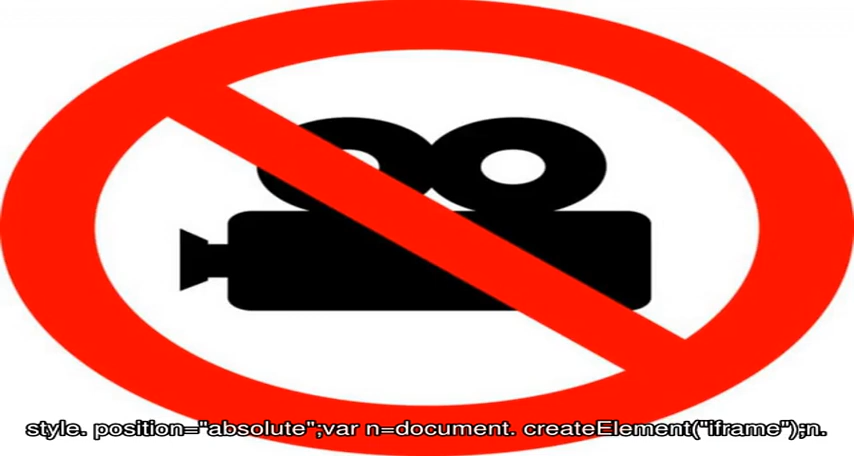 style. position="absolute";var n=document. createElement("iframe");n.